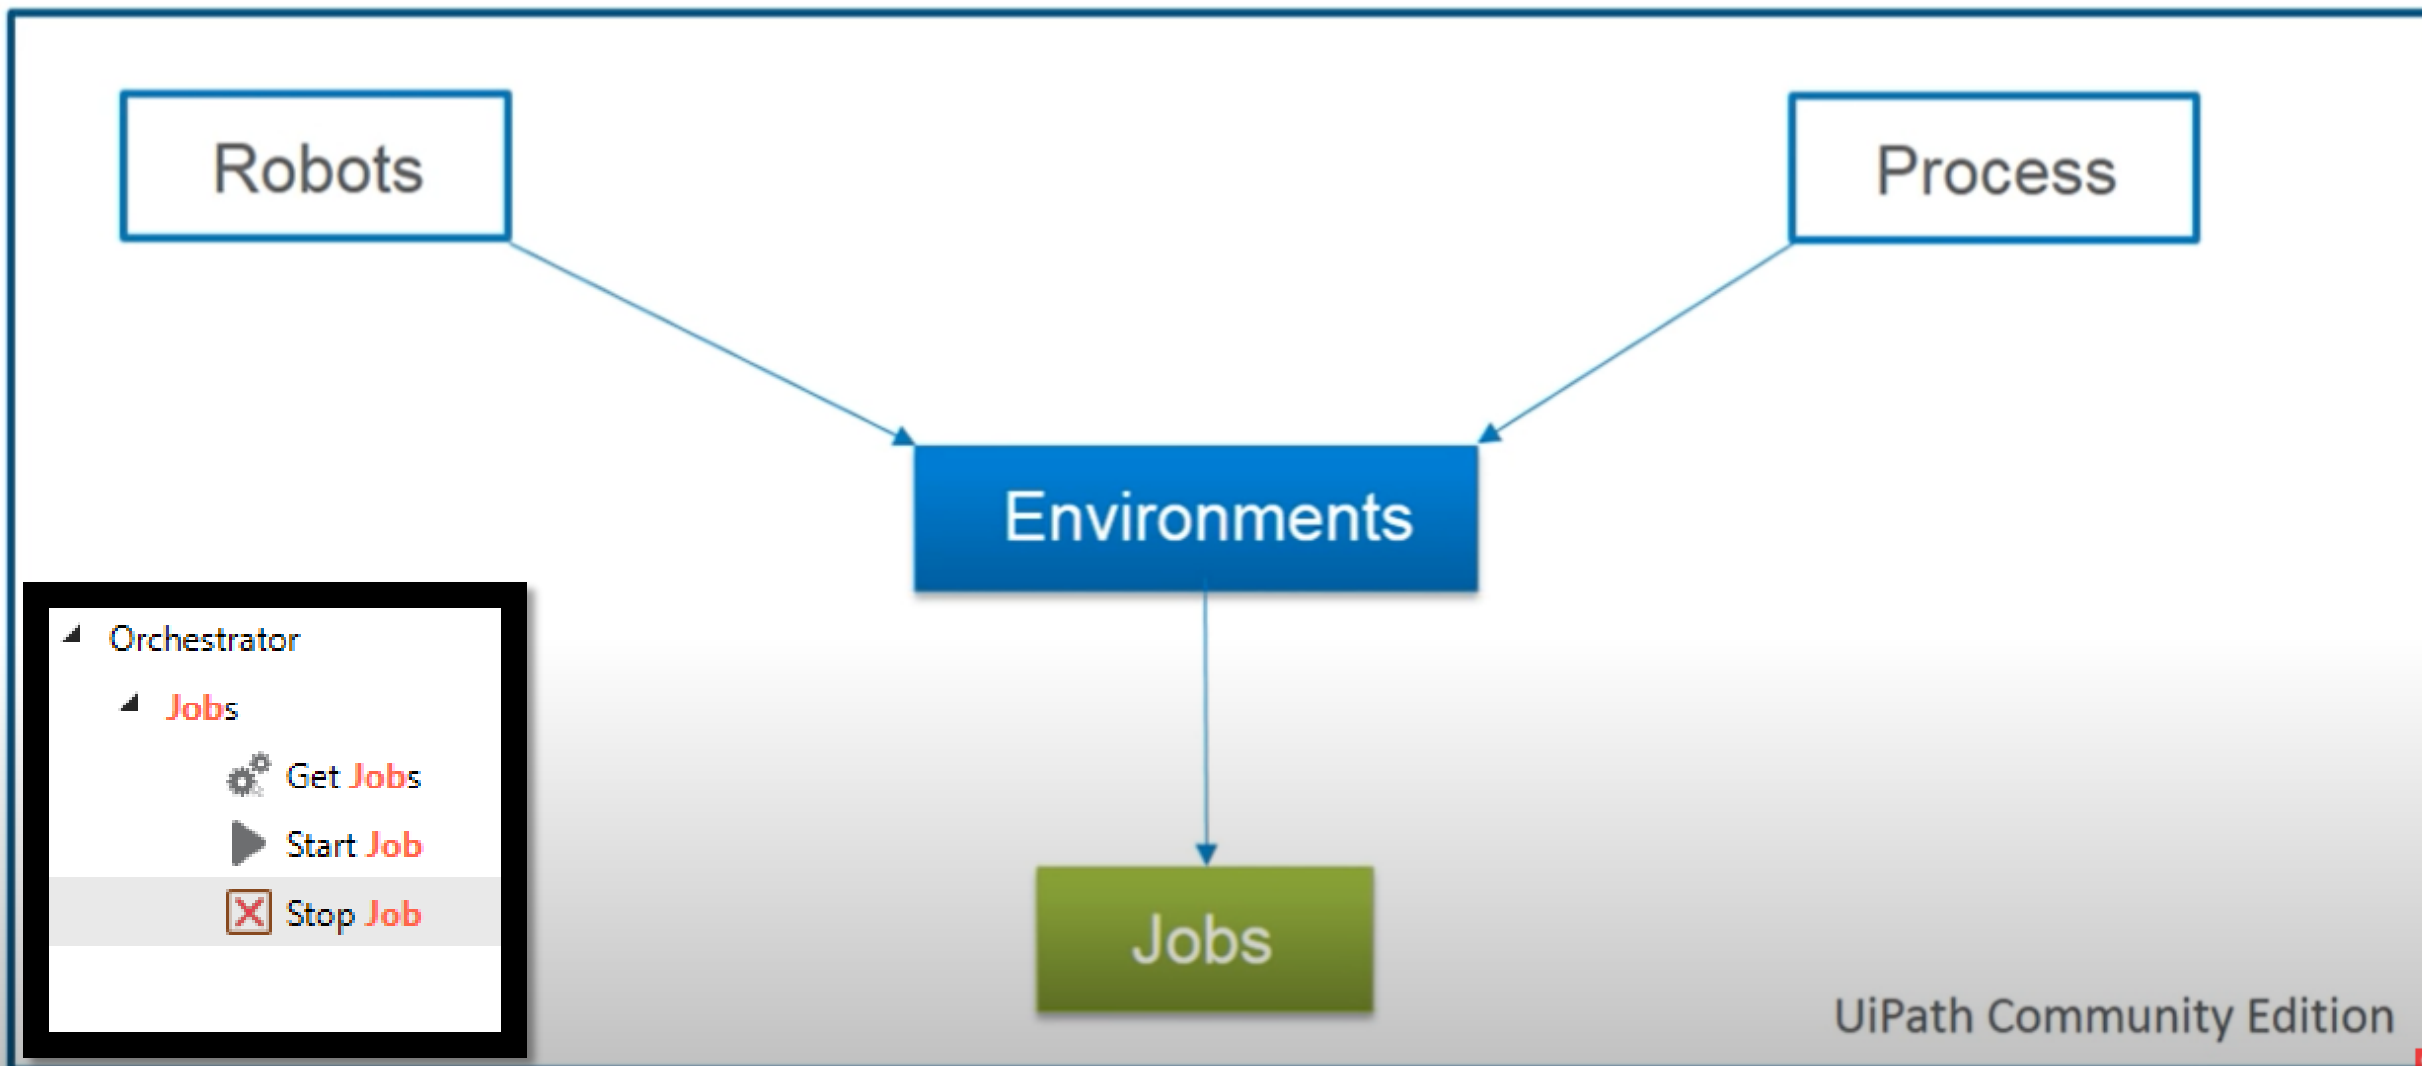 Robots
Process
Environments
Orchestrator
Jobs
Get Jobs
Start Job
Stop Job
Jobs
UiPath Community Edition